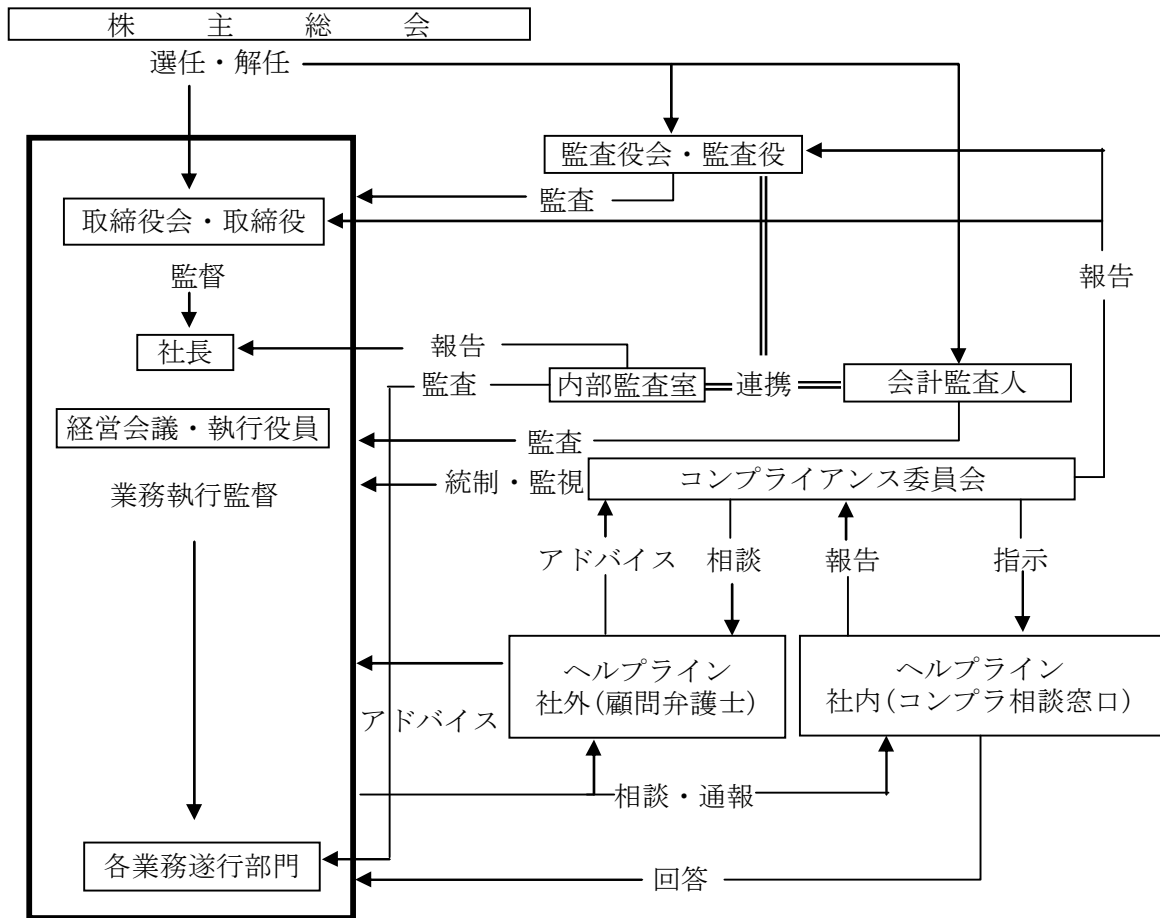 株主総会
選任・解任
監査役会・監査役
監査
取締役会・取締役
監督
報告
社長
報告
監査
内部監査室
連携
会計監査人
経営会議・執行役員
監査
業務執行監督
統制・監視
コンプライアンス委員会
アドバイス
相談
報告
指示
ヘルプライン
社外(顧問弁護士)
ヘルプライン
社内(コンプラ相談窓口)
アドバイス
相談・通報
各業務遂行部門
回答